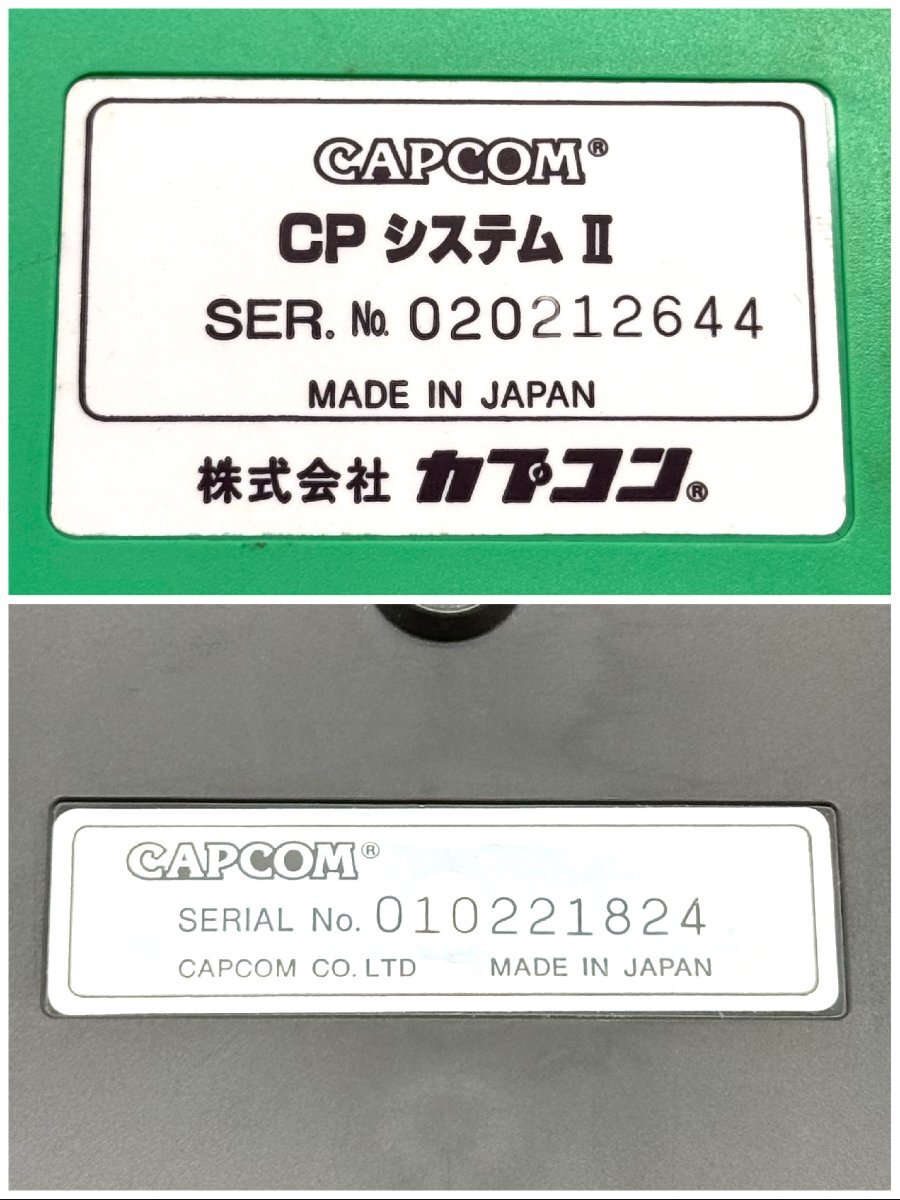 CAPCOM®
CP システム II
SER. No. 020212644
MADE IN JAPAN
株式会社 カプコン®
CAPCOM®
SERIAL No. 010221824
CAPCOM CO. LTD MADE IN JAPAN